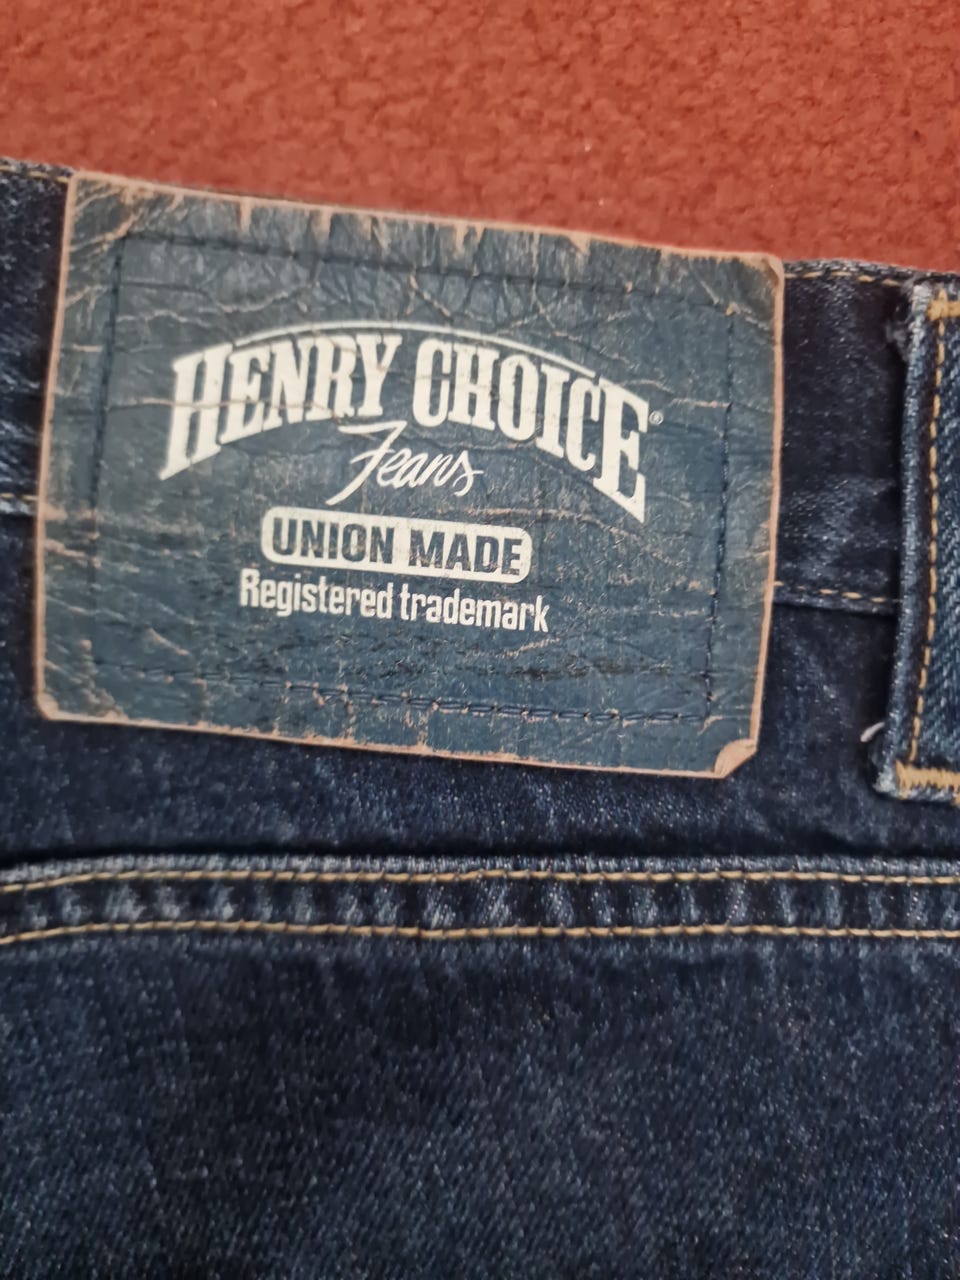 HENRY CHOICE®
Jeans
UNION MADE
Registered trademark